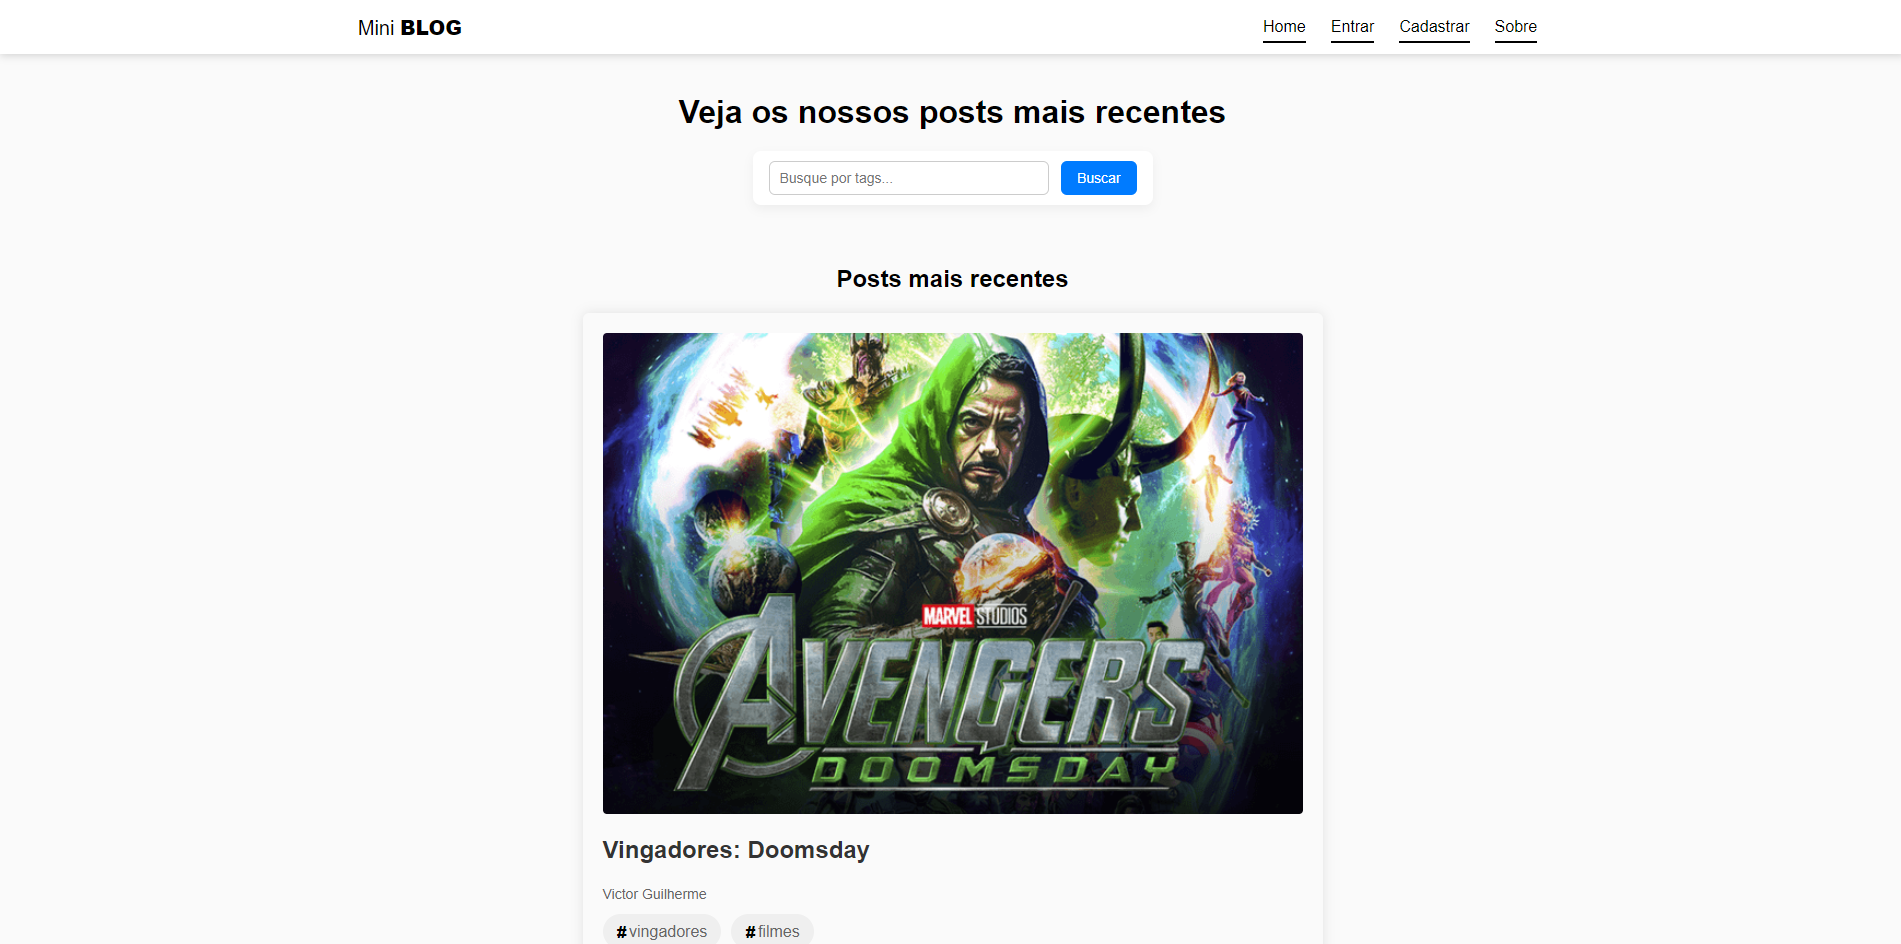 Mini BLOG
Home Entrar Cadastrar Sobre
Veja os nossos posts mais recentes
Busque por tags... Buscar
Posts mais recentes
MARVEL STUDIOS
AVENGERS
DOOMSDAY
Vingadores: Doomsday
Victor Guilherme
#vingadores #filmes